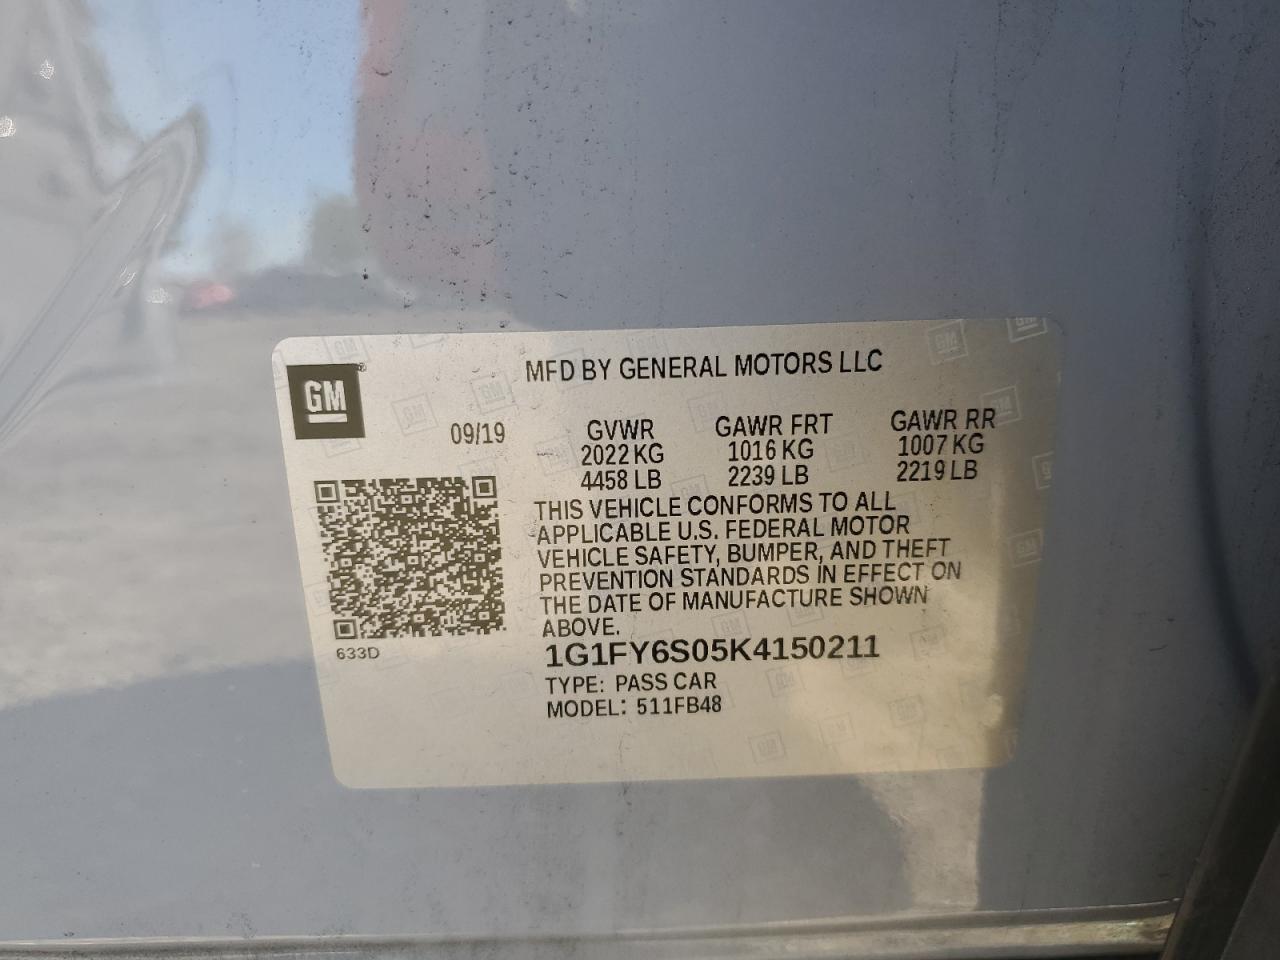 GM
MFD BY GENERAL MOTORS LLC
09/19
GVWR GAWR FRT GAWR RR
2022 KG 1016 KG 1007 KG
4458 LB 2239 LB 2219 LB
THIS VEHICLE CONFORMS TO ALL
APPLICABLE U.S. FEDERAL MOTOR
VEHICLE SAFETY, BUMPER, AND THEFT
PREVENTION STANDARDS IN EFFECT ON
THE DATE OF MANUFACTURE SHOWN
ABOVE.
633D
1G1FY6S05K4150211
TYPE: PASS CAR
MODEL: 511FB48